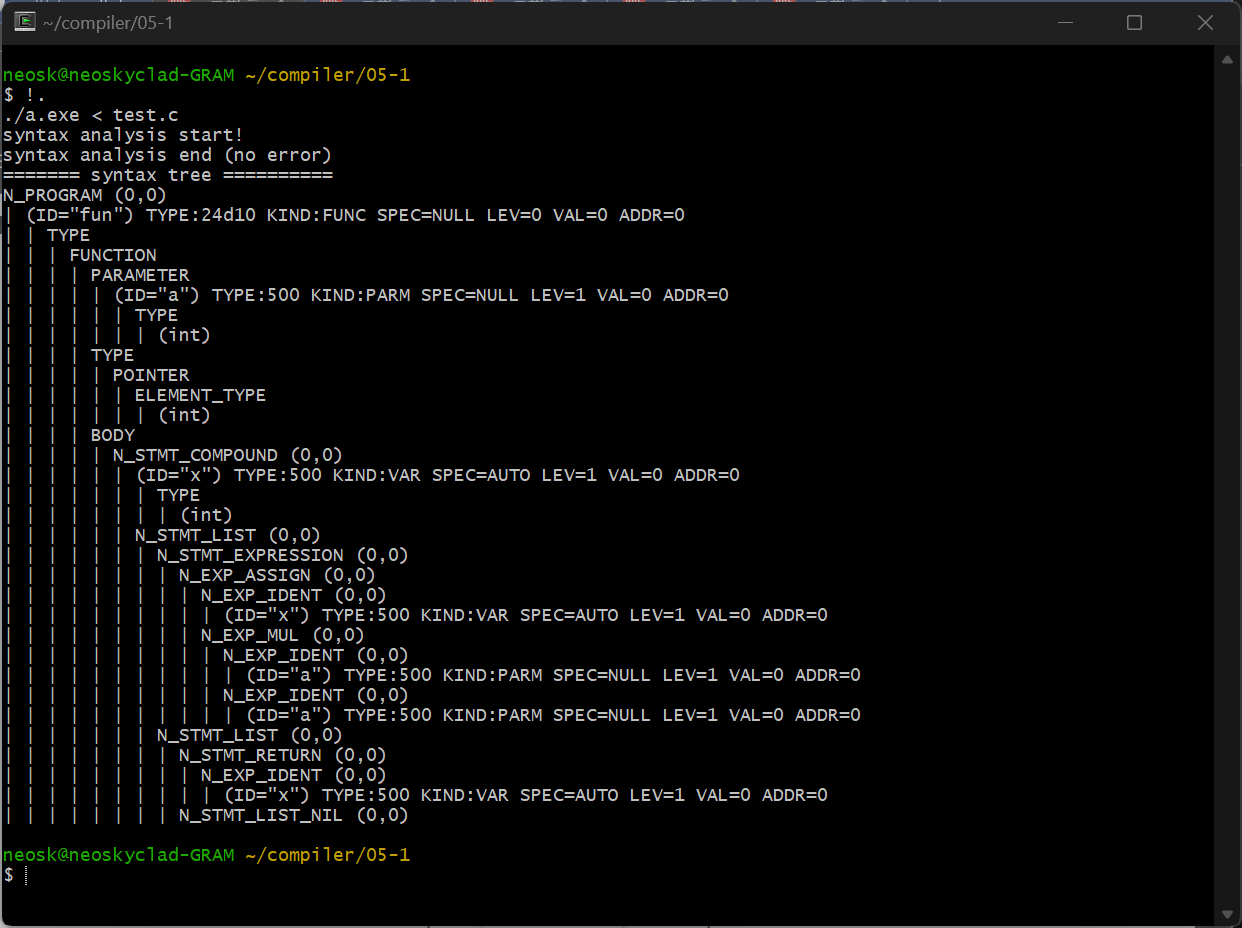 ~/compiler/05-1
neosk@neoskyclad-GRAM ~/compiler/05-1
$ !.
./a.exe < test.c
syntax analysis start!
syntax analysis end (no error)
======= syntax tree ==========
N_PROGRAM (0,0)
| (ID="fun") TYPE:24d10 KIND:FUNC SPEC=NULL LEV=0 VAL=0 ADDR=0
| | TYPE
| | | FUNCTION
| | | | PARAMETER
| | | | | (ID="a") TYPE:500 KIND:PARM SPEC=NULL LEV=1 VAL=0 ADDR=0
| | | | | | TYPE
| | | | | | | (int)
| | | | TYPE
| | | | | POINTER
| | | | | | ELEMENT_TYPE
| | | | | | | (int)
| | | | BODY
| | | | | N_STMT_COMPOUND (0,0)
| | | | | | (ID="x") TYPE:500 KIND:VAR SPEC=AUTO LEV=1 VAL=0 ADDR=0
| | | | | | | TYPE
| | | | | | | | (int)
| | | | | | N_STMT_LIST (0,0)
| | | | | | | N_STMT_EXPRESSION (0,0)
| | | | | | | | N_EXP_ASSIGN (0,0)
| | | | | | | | | N_EXP_IDENT (0,0)
| | | | | | | | | | (ID="x") TYPE:500 KIND:VAR SPEC=AUTO LEV=1 VAL=0 ADDR=0
| | | | | | | | | N_EXP_MUL (0,0)
| | | | | | | | | | N_EXP_IDENT (0,0)
| | | | | | | | | | | (ID="a") TYPE:500 KIND:PARM SPEC=NULL LEV=1 VAL=0 ADDR=0
| | | | | | | | | | N_EXP_IDENT (0,0)
| | | | | | | | | | | (ID="a") TYPE:500 KIND:PARM SPEC=NULL LEV=1 VAL=0 ADDR=0
| | | | | | | N_STMT_LIST (0,0)
| | | | | | | | N_STMT_RETURN (0,0)
| | | | | | | | | N_EXP_IDENT (0,0)
| | | | | | | | | | (ID="x") TYPE:500 KIND:VAR SPEC=AUTO LEV=1 VAL=0 ADDR=0
| | | | | | | | N_STMT_LIST_NIL (0,0)
neosk@neoskyclad-GRAM ~/compiler/05-1
$